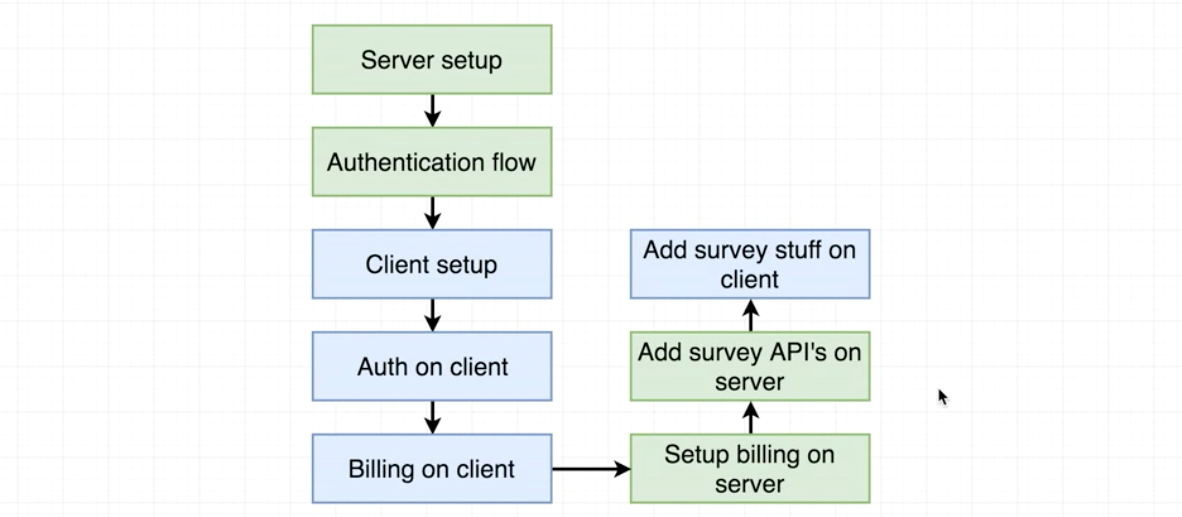 Server setup
Authentication flow
Client setup
Auth on client
Billing on client
Setup billing on
server
Add survey API's on
server
Add survey stuff on
client